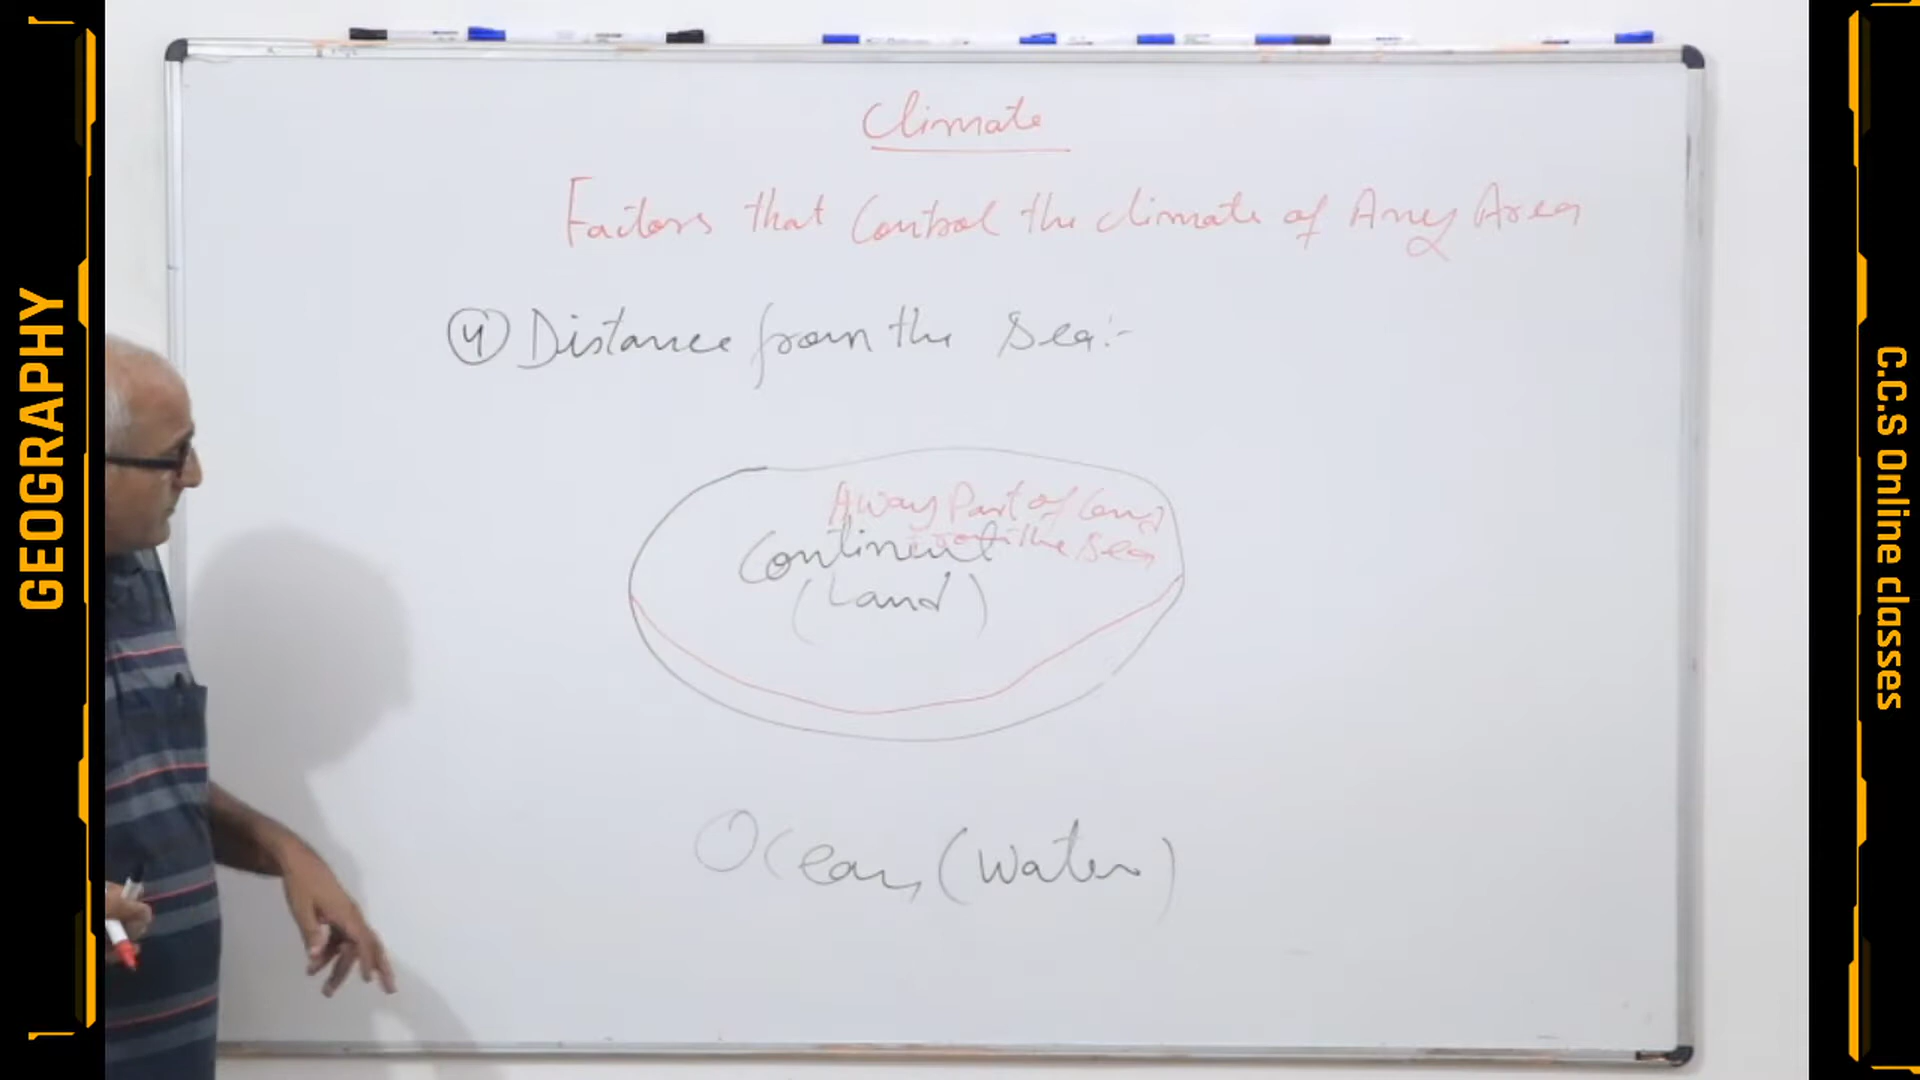 GEOGRAPHY
Climate
Factors that Control the climate of Any Area
④ Distance from the Sea:-
Away Part of Land
from the Sea
Continent
(Land)
Ocean (Water)
C.C.S Online classes